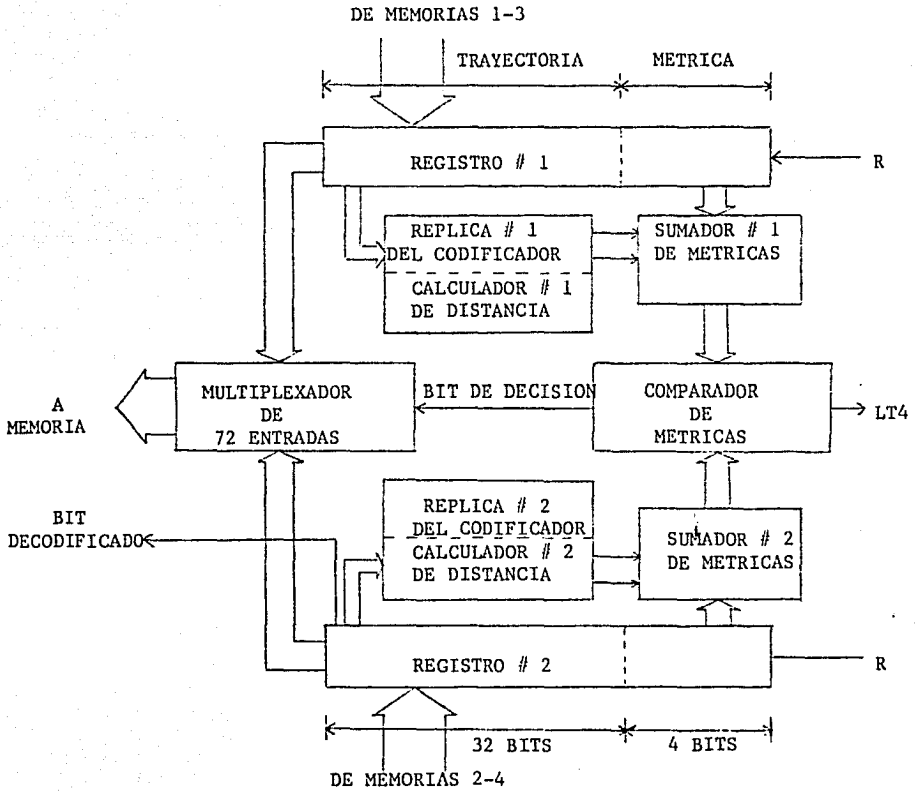 DE MEMORIAS 1-3
TRAYECTORIA METRICA
REGISTRO # 1
R
REPLICA # 1
DEL CODIFICADOR
CALCULADOR # 1
DE DISTANCIA
SUMADOR # 1
DE METRICAS
A
MEMORIA
MULTIPLEXADOR
DE
72 ENTRADAS
BIT DE DECISION
COMPARADOR
DE
METRICAS
LT4
BIT
DECODIFICADO
REPLICA # 2
DEL CODIFICADOR
CALCULADOR # 2
DE DISTANCIA
SUMADOR # 2
DE METRICAS
REGISTRO # 2
R
32 BITS 4 BITS
DE MEMORIAS 2-4